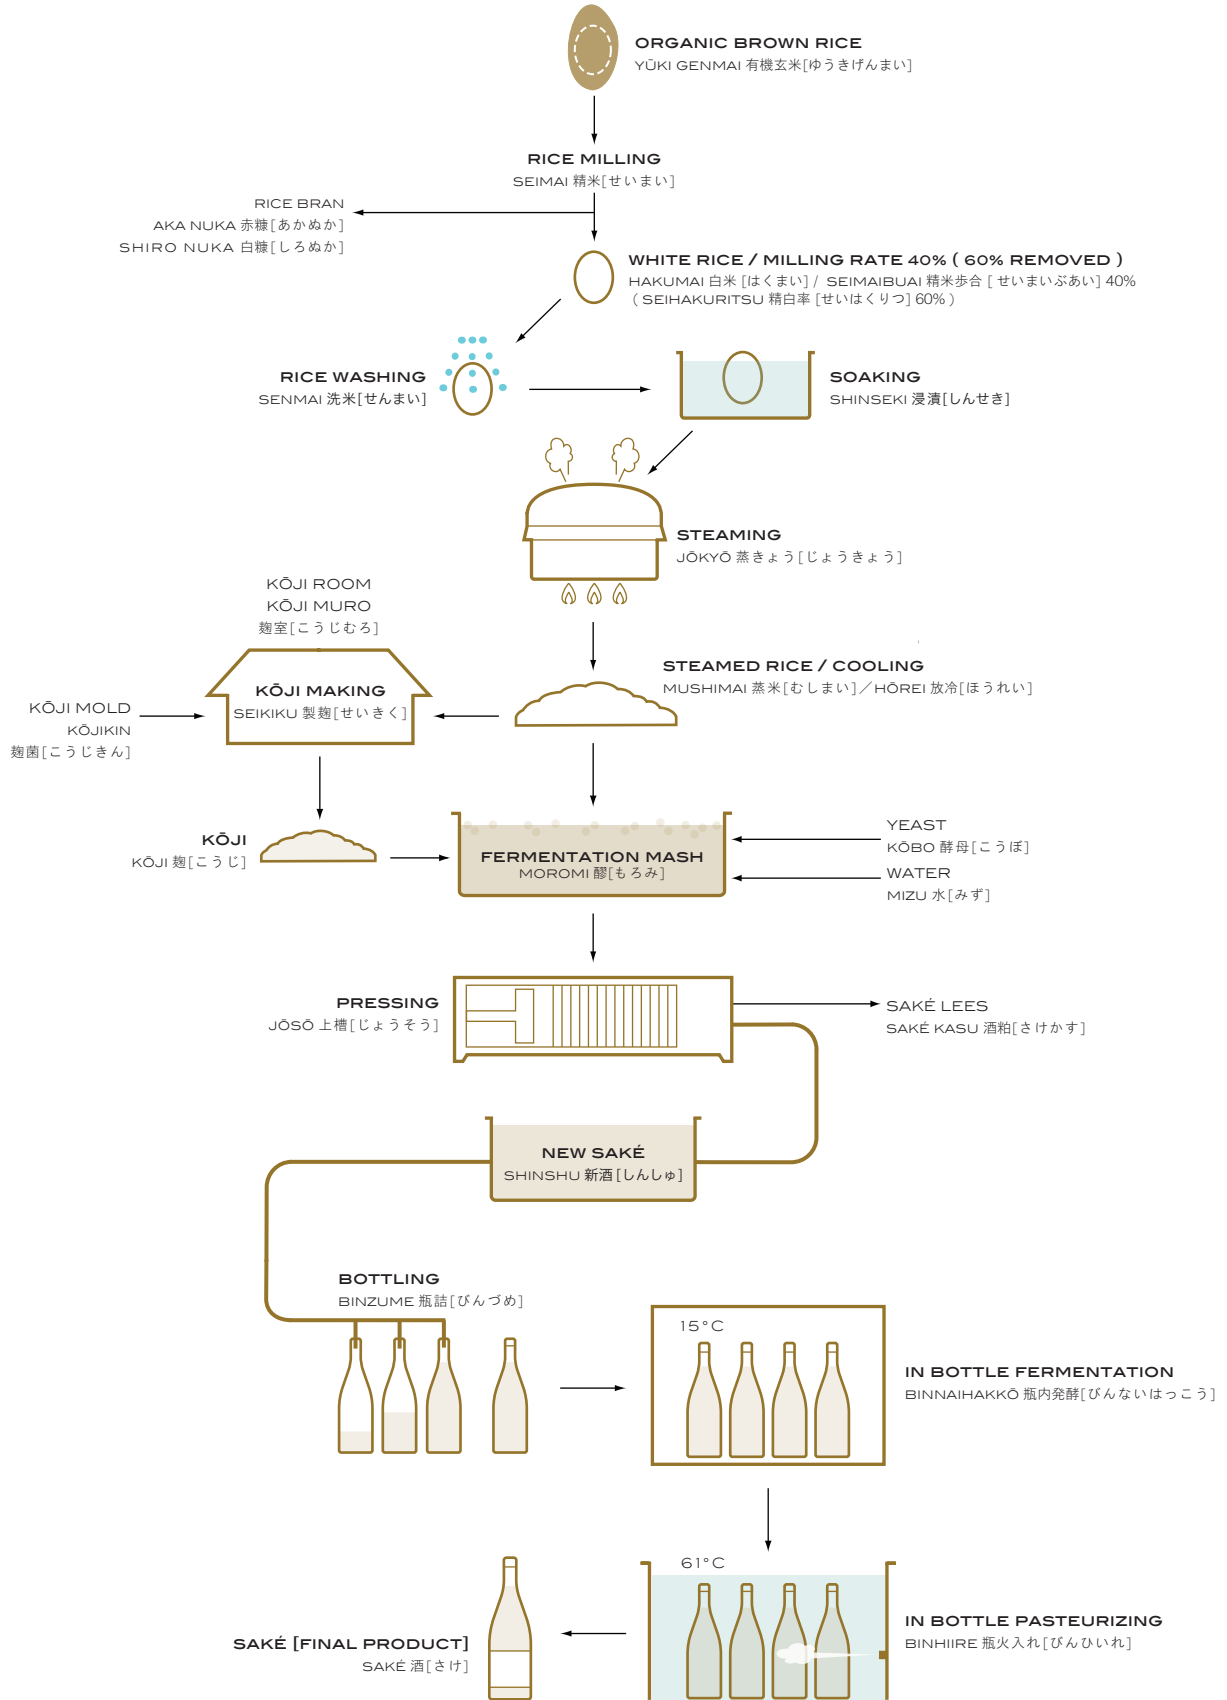 ORGANIC BROWN RICE
YŪKI GENMAI 有機玄米[ゆうきげんまい]
RICE MILLING
SEIMAI 精米[せいまい]
RICE BRAN
AKA NUKA 赤糠[あかぬか]
SHIRO NUKA 白糠[しろぬか]
WHITE RICE / MILLING RATE 40% ( 60% REMOVED )
HAKUMAI 白米 [はくまい] / SEIMAIBUAI 精米歩合 [ せいまいぶあい] 40%
( SEIHAKURITSU 精白率 [せいはくりつ] 60% )
RICE WASHING
SENMAI 洗米[せんまい]
SOAKING
SHINSEKI 浸漬[しんせき]
STEAMING
JŌKYŌ 蒸きょう[じょうきょう]
KŌJI ROOM
KŌJI MURO
麹室[こうじむろ]
STEAMED RICE / COOLING
MUSHIMAI 蒸米[むしまい]／HŌREI 放冷[ほうれい]
KŌJI MAKING
SEIKIKU 製麹[せいきく]
KŌJI MOLD
KŌJIKIN
麹菌[こうじきん]
KŌJI
KŌJI 麹[こうじ]
FERMENTATION MASH
MOROMI 醪[もろみ]
YEAST
KŌBO 酵母[こうぼ]
WATER
MIZU 水[みず]
PRESSING
JŌSŌ 上槽[じょうそう]
SAKÉ LEES
SAKÉ KASU 酒粕[さけかす]
NEW SAKÉ
SHINSHU 新酒[しんしゅ]
BOTTLING
BINZUME 瓶詰[びんづめ]
15°C
IN BOTTLE FERMENTATION
BINNAIHAKKŌ 瓶内発酵[びんないはっこう]
61°C
IN BOTTLE PASTEURIZING
BINHIIRE 瓶火入れ[びんひいれ]
SAKÉ [FINAL PRODUCT]
SAKÉ 酒[さけ]